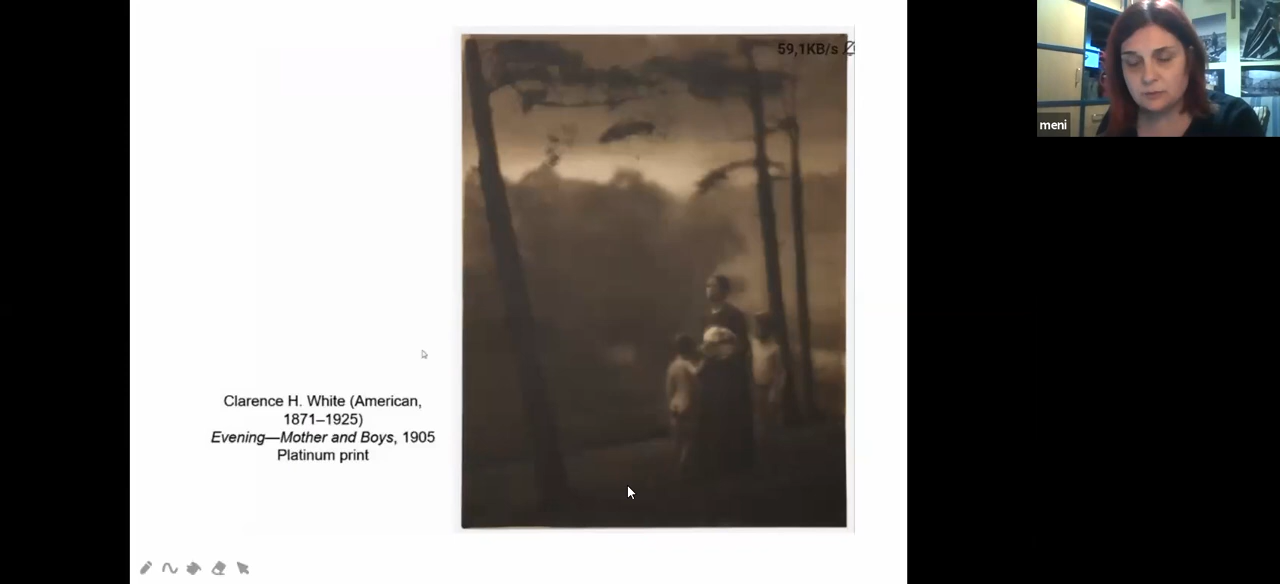 59,1KB/s
meni
Clarence H. White (American,
1871–1925)
Evening—Mother and Boys, 1905
Platinum print